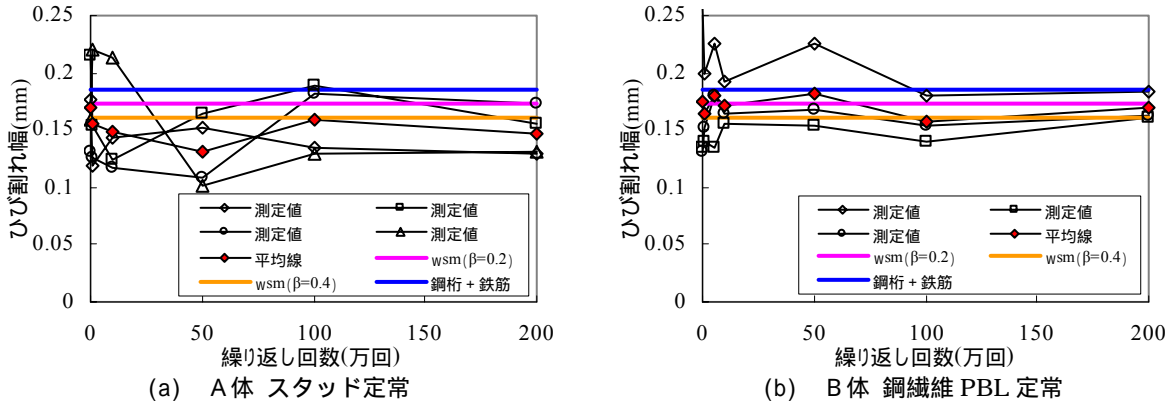 0.25
0.2
0.15
0.1
0.05
0
ひび割れ幅(mm)
測定値 測定値
測定値 測定値
平均線 wsm(β=0.2)
wsm(β=0.4) 鋼桁+鉄筋
0 50 100 150 200
繰り返し回数(万回)
(a) A体 スタッド定常
0.25
0.2
0.15
0.1
0.05
0
ひび割れ幅(mm)
測定値 測定値
測定値 平均線
wsm(β=0.2) wsm(β=0.4)
鋼桁+鉄筋
0 50 100 150 200
繰り返し回数(万回)
(b) B体 鋼繊維 PBL 定常